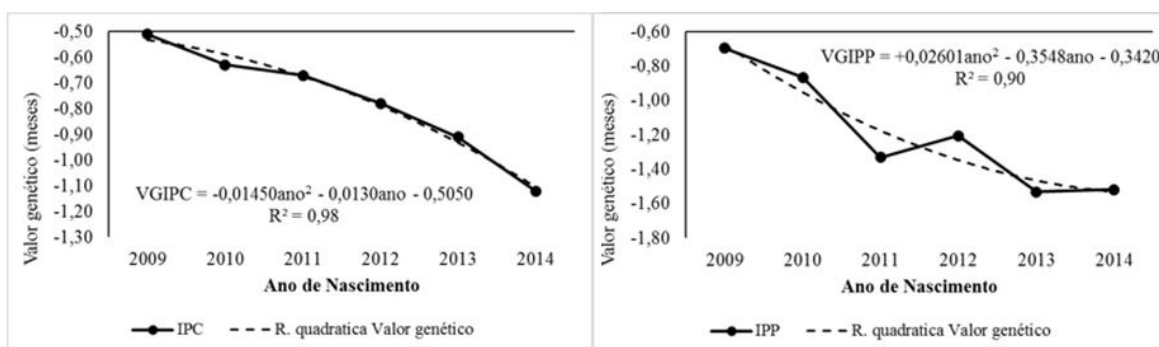 -0,50
-0,60
-0,70
-0,80
-0,90
-1,00
-1,10
-1,20
-1,30
Valor genético (meses)
VGIPC = -0,01450ano² - 0,0130ano - 0,5050
R² = 0,98
2009 2010 2011 2012 2013 2014
Ano de Nascimento
IPC R. quadratica Valor genético
-0,60
-0,80
-1,00
-1,20
-1,40
-1,60
-1,80
Valor genético (meses)
VGIPP = +0,02601ano² - 0,3548ano - 0,3420
R² = 0,90
2009 2010 2011 2012 2013 2014
Ano de Nascimento
IPP R. quadratica Valor genético